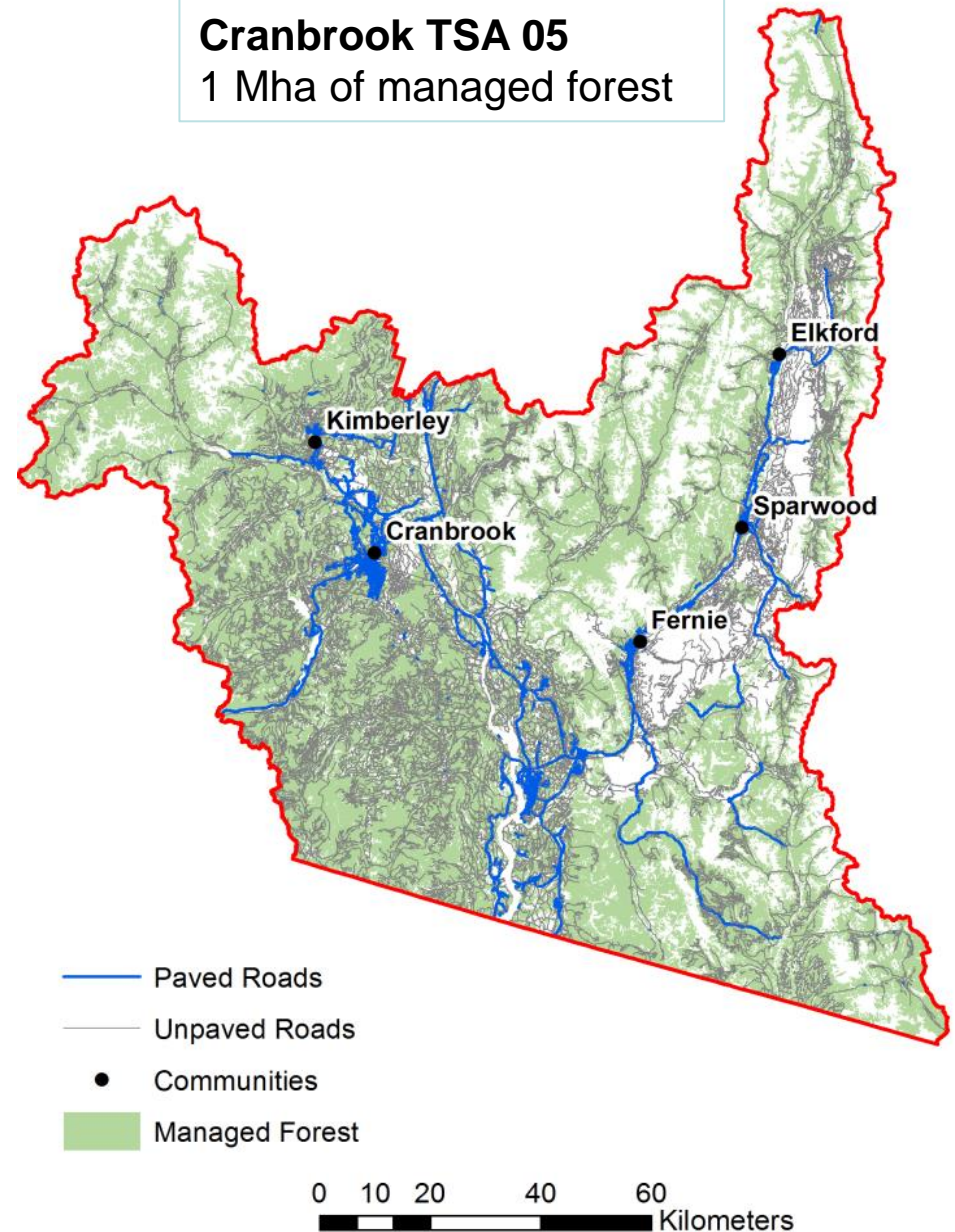 Cranbrook TSA 05
1 Mha of managed forest
Elkford
Kimberley
Sparwood
Cranbrook
Fernie
Paved Roads
Unpaved Roads
Communities
Managed Forest
0 10 20 40 60
Kilometers